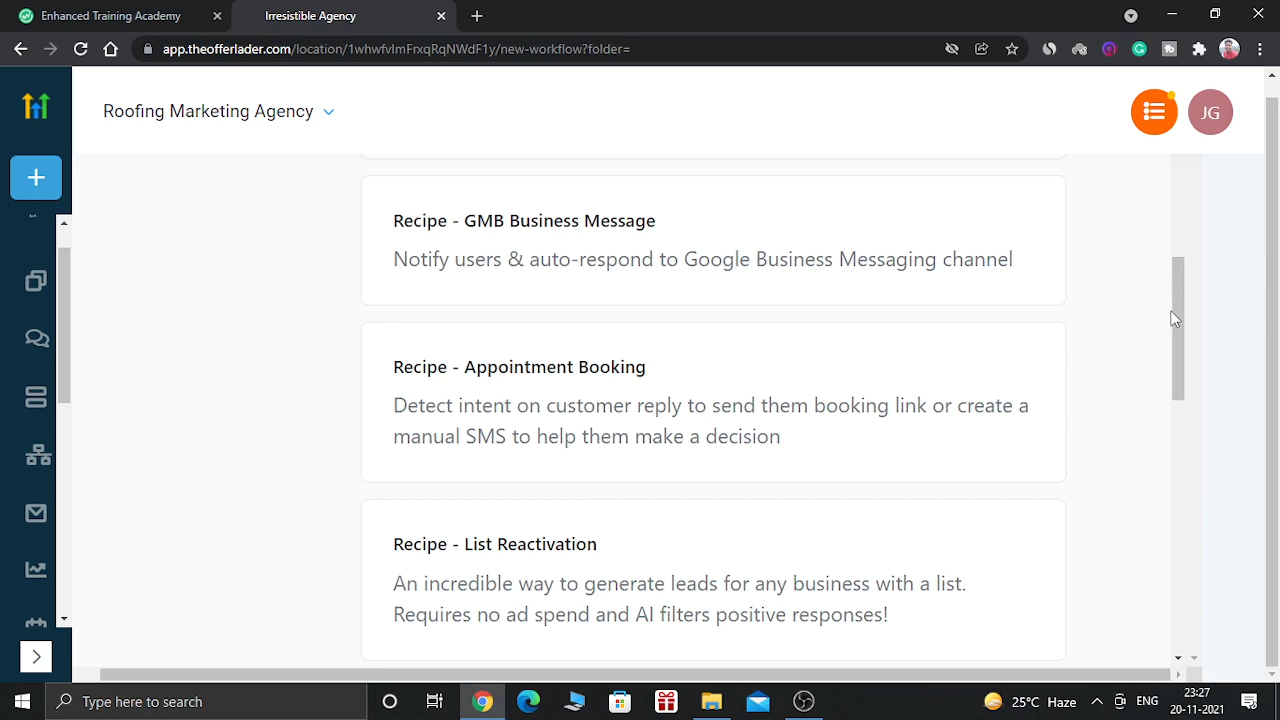 Enhanced Training Academy
Irresistible Agency
app.theofferlader.com/location/1whwfvlmFrxqRqNWdF1y/new-workflow?folder=
Roofing Marketing Agency
JG
Recipe - GMB Business Message
Notify users & auto-respond to Google Business Messaging channel
Recipe - Appointment Booking
Detect intent on customer reply to send them booking link or create a
manual SMS to help them make a decision
Recipe - List Reactivation
An incredible way to generate leads for any business with a list.
Requires no ad spend and AI filters positive responses!
Type here to search
25°C Haze
ENG
23:27
20-11-2021